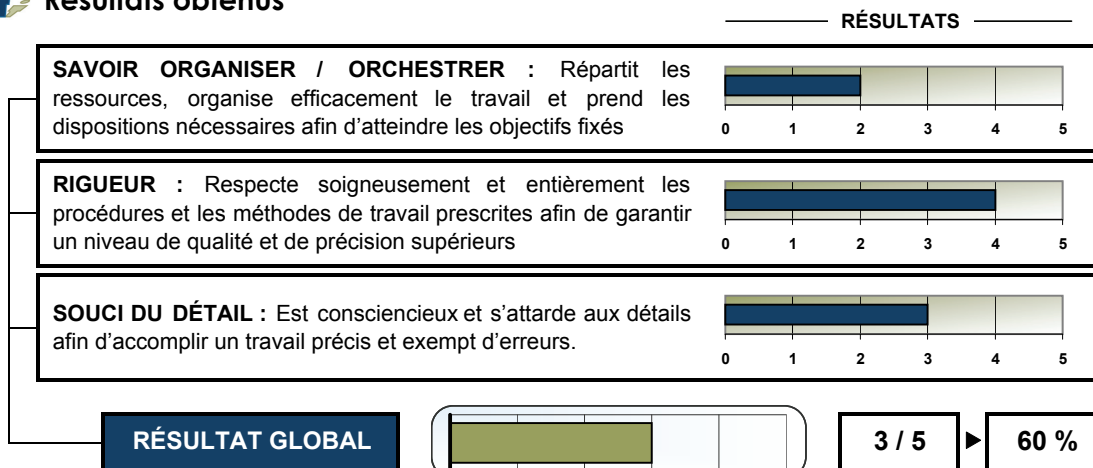 Résultats obtenus
RÉSULTATS
SAVOIR ORGANISER / ORCHESTRER : Répartit les
ressources, organise efficacement le travail et prend les
dispositions nécessaires afin d’atteindre les objectifs fixés
0 1 2 3 4 5
RIGUEUR : Respecte soigneusement et entièrement les
procédures et les méthodes de travail prescrites afin de garantir
un niveau de qualité et de précision supérieurs
0 1 2 3 4 5
SOUCI DU DÉTAIL : Est consciencieux et s’attarde aux détails
afin d’accomplir un travail précis et exempt d’erreurs.
0 1 2 3 4 5
RÉSULTAT GLOBAL
3 / 5
60 %